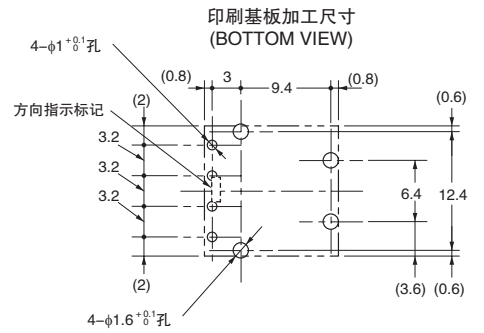 印刷基板加工尺寸
(BOTTOM VIEW)
4-φ1 +0.1 0 孔
(0.8)
3
9.4
(0.8)
方向指示标记
(2)
(0.6)
3.2
3.2
3.2
6.4
12.4
(2)
(3.6)
(0.6)
4-φ1.6 +0.1 0 孔